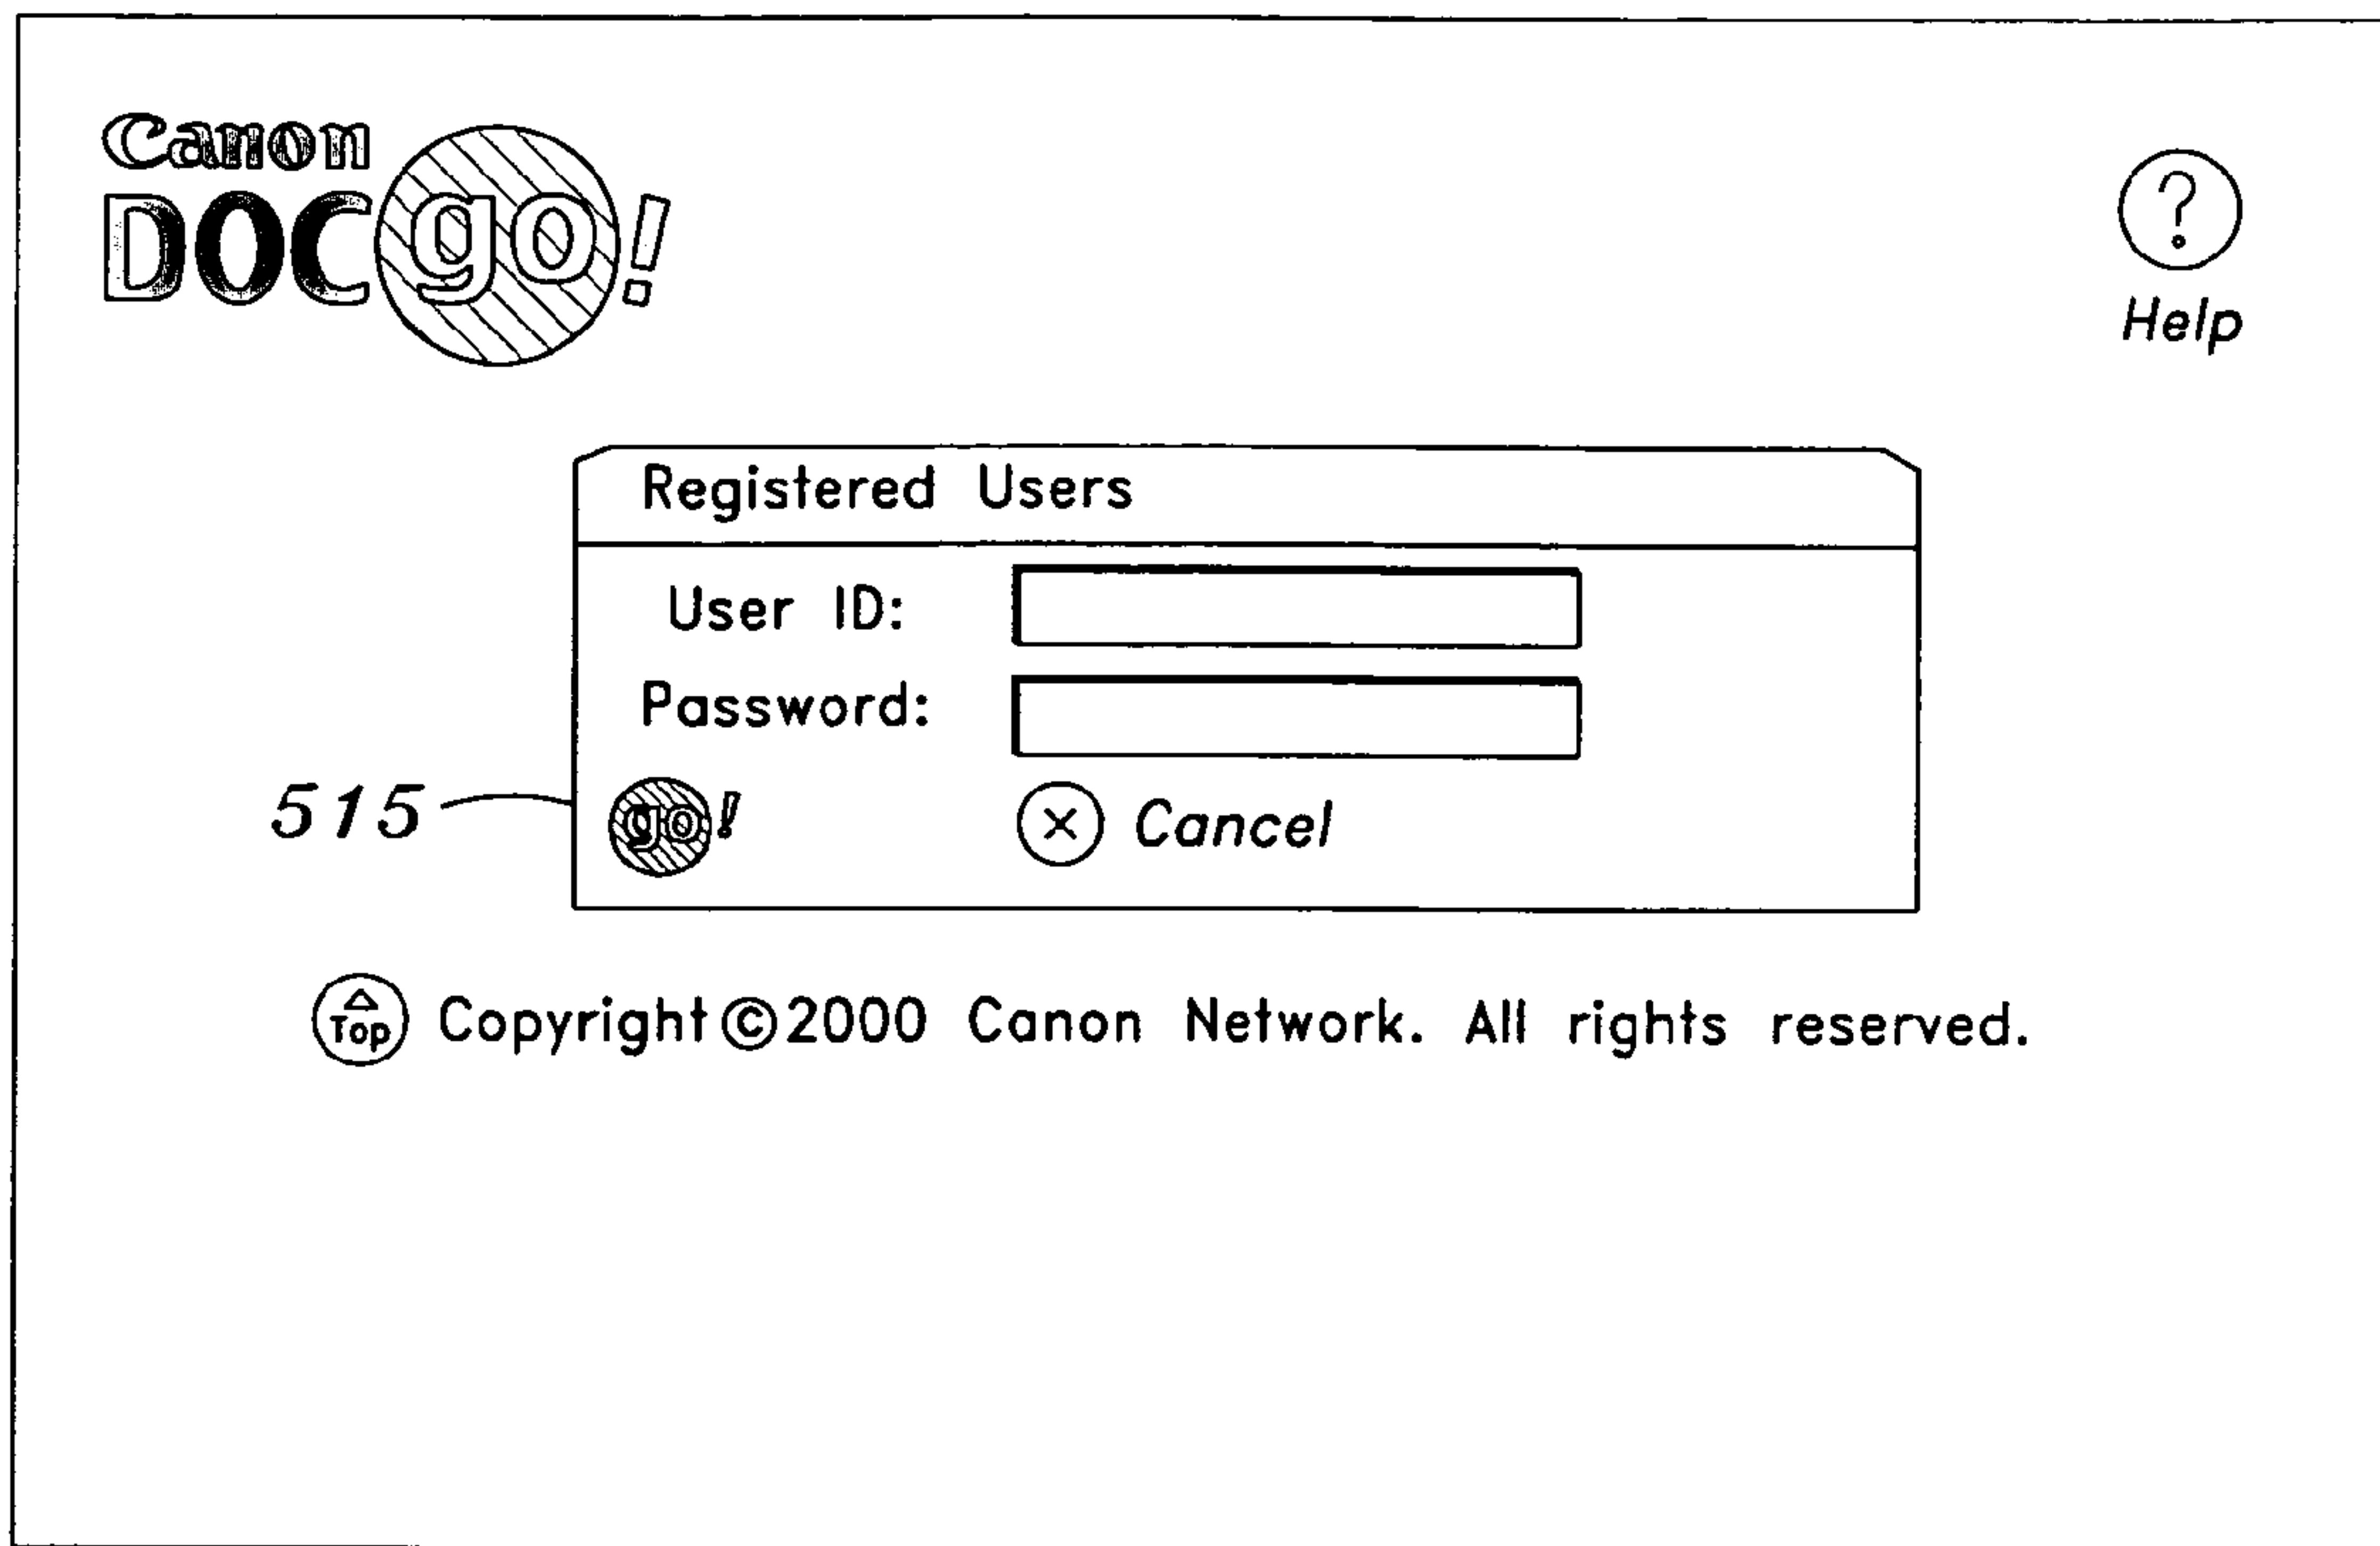 Canon
DOC go!
?
Help
Registered Users
User ID:
Password:
515
go! Cancel
Top Copyright©2000 Canon Network. All rights reserved.